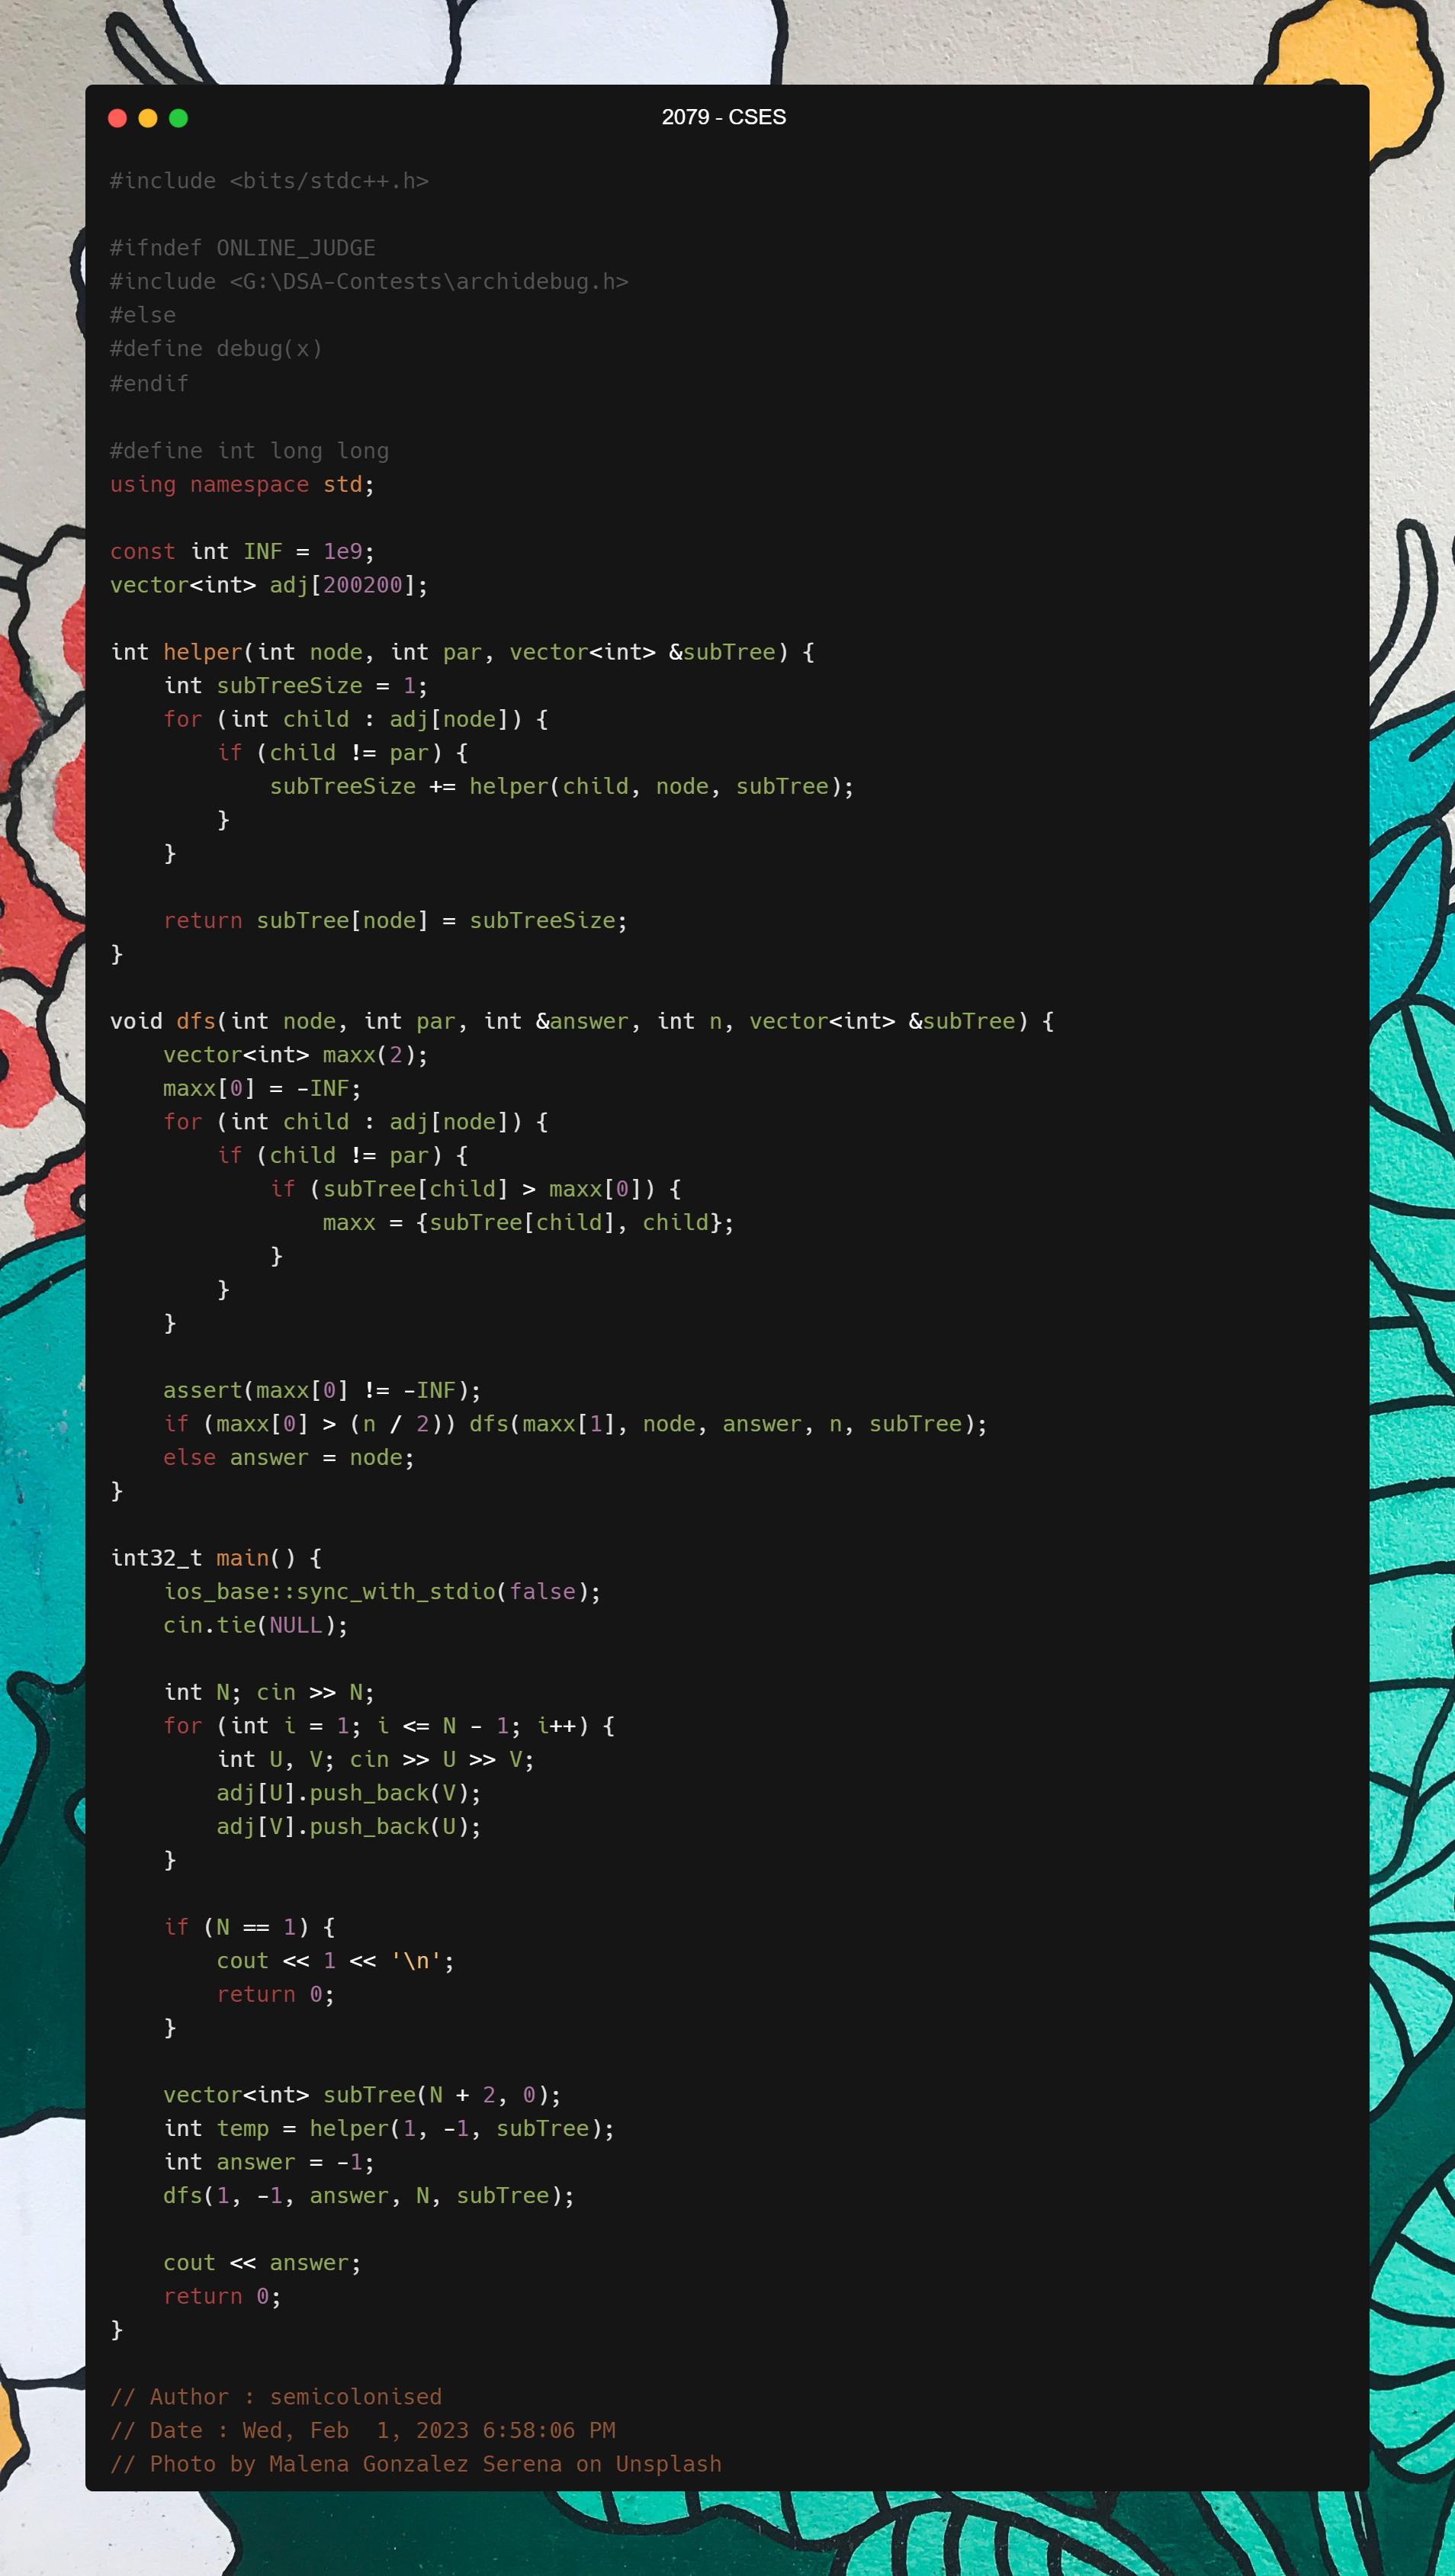 2079 - CSES
#include <bits/stdc++.h>
#ifndef ONLINE_JUDGE
#include <G:\DSA-Contests\archidebug.h>
#else
#define debug(x)
#endif
#define int long long
using namespace std;
const int INF = 1e9;
vector<int> adj[200200];
int helper(int node, int par, vector<int> &subTree) {
    int subTreeSize = 1;
    for (int child : adj[node]) {
        if (child != par) {
            subTreeSize += helper(child, node, subTree);
        }
    }
    return subTree[node] = subTreeSize;
}
void dfs(int node, int par, int &answer, int n, vector<int> &subTree) {
    vector<int> maxx(2);
    maxx[0] = -INF;
    for (int child : adj[node]) {
        if (child != par) {
            if (subTree[child] > maxx[0]) {
                maxx = {subTree[child], child};
            }
        }
    }
    assert(maxx[0] != -INF);
    if (maxx[0] > (n / 2)) dfs(maxx[1], node, answer, n, subTree);
    else answer = node;
}
int32_t main() {
    ios_base::sync_with_stdio(false);
    cin.tie(NULL);
    int N; cin >> N;
    for (int i = 1; i <= N - 1; i++) {
        int U, V; cin >> U >> V;
        adj[U].push_back(V);
        adj[V].push_back(U);
    }
    if (N == 1) {
        cout << 1 << '\n';
        return 0;
    }
    vector<int> subTree(N + 2, 0);
    int temp = helper(1, -1, subTree);
    int answer = -1;
    dfs(1, -1, answer, N, subTree);
    cout << answer;
    return 0;
}
// Author : semicolonised
// Date : Wed, Feb  1, 2023 6:58:06 PM
// Photo by Malena Gonzalez Serena on Unsplash